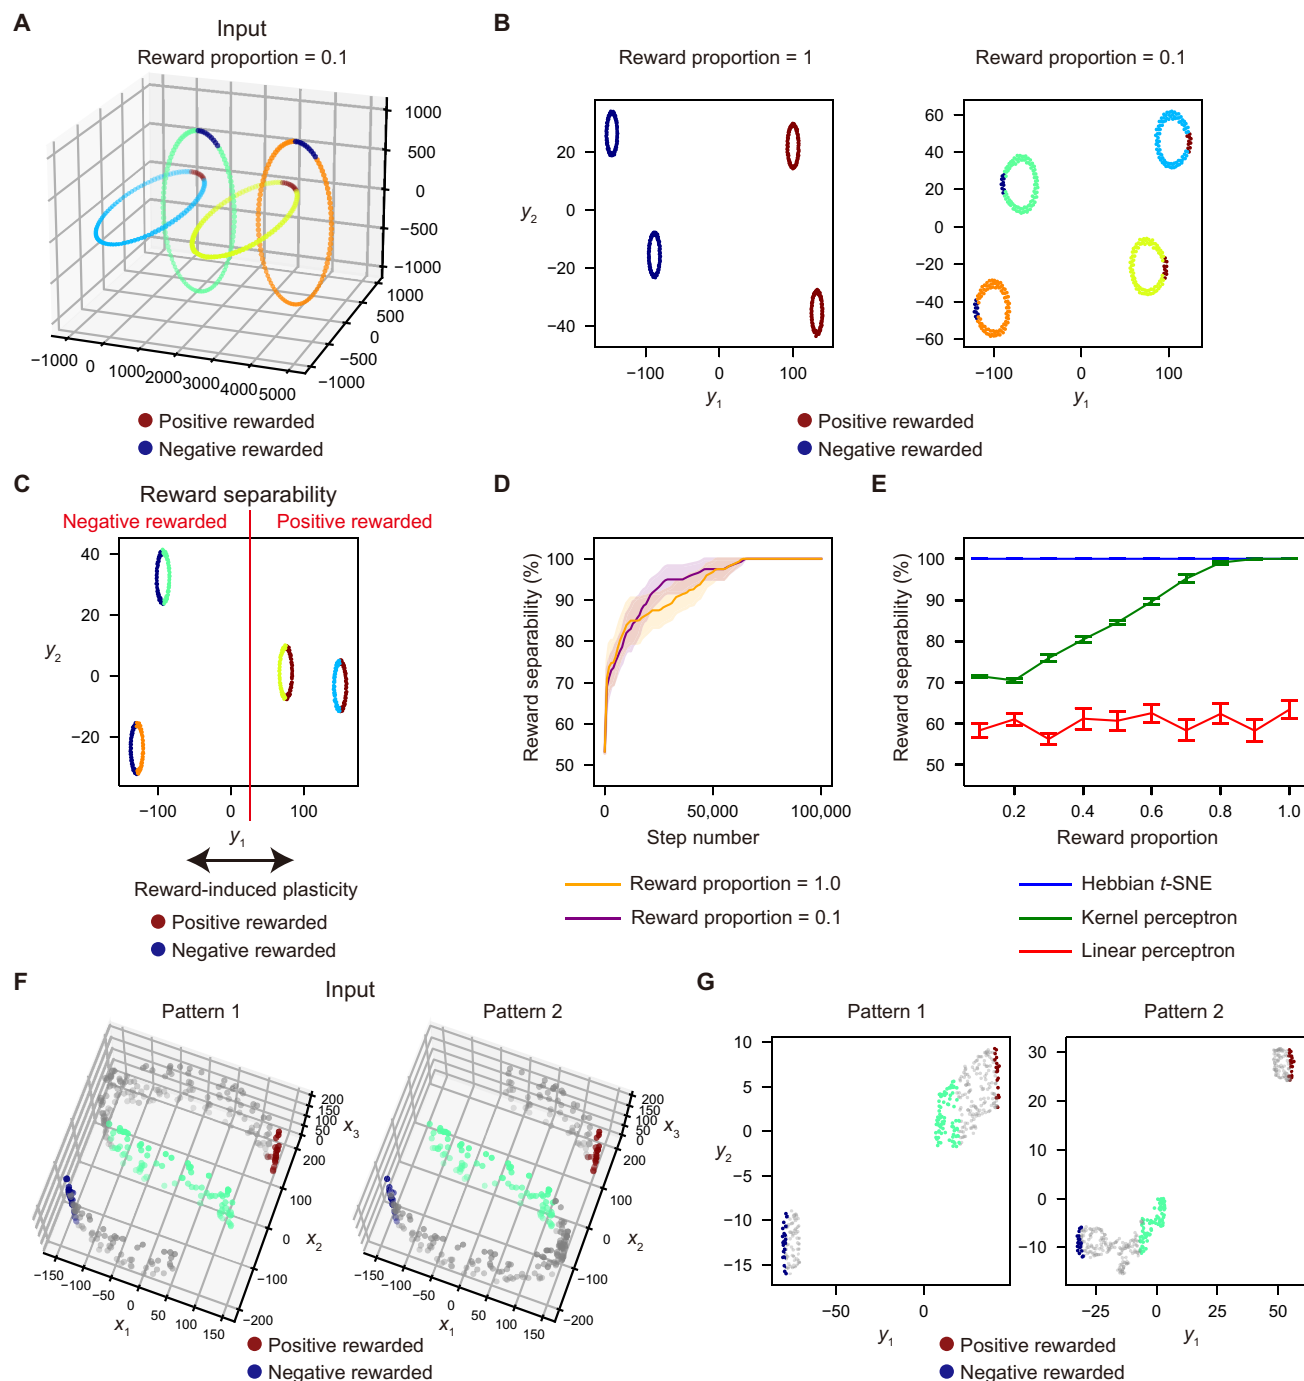 A
Input
Reward proportion = 0.1
1000
500
0
−500
−1000
1000
500
0
−500
−1000
−1000 0 1000 2000 3000 4000 5000
Positive rewarded
Negative rewarded
B
Reward proportion = 1
Reward proportion = 0.1
20
0
−20
−40
y2
−100 0 100
y1
60
40
20
0
−20
−40
−60
−100 0 100
y1
Positive rewarded
Negative rewarded
C
Reward separability
Negative rewarded Positive rewarded
40
20
0
−20
y2
−100 0 100
y1
Reward-induced plasticity
Positive rewarded
Negative rewarded
D
Reward separability (%)
100
90
80
70
60
50
0 50,000 100,000
Step number
Reward proportion = 1.0
Reward proportion = 0.1
E
Reward separability (%)
100
90
80
70
60
50
0.2 0.4 0.6 0.8 1.0
Reward proportion
Hebbian t-SNE
Kernel perceptron
Linear perceptron
F
Input
Pattern 1
200
150
100
50
0
x3
200
100
0
−100
−200
x2
−150 −100 −50 0 50 100 150
x1
Pattern 2
200
150
100
50
0
x3
200
100
0
−100
−200
x2
−150 −100 −50 0 50 100 150
x1
Positive rewarded
Negative rewarded
G
Pattern 1
10
5
0
−5
−10
−15
y2
−50 0
y1
Pattern 2
30
20
10
0
−10
−25 0 25 50
y1
Positive rewarded
Negative rewarded